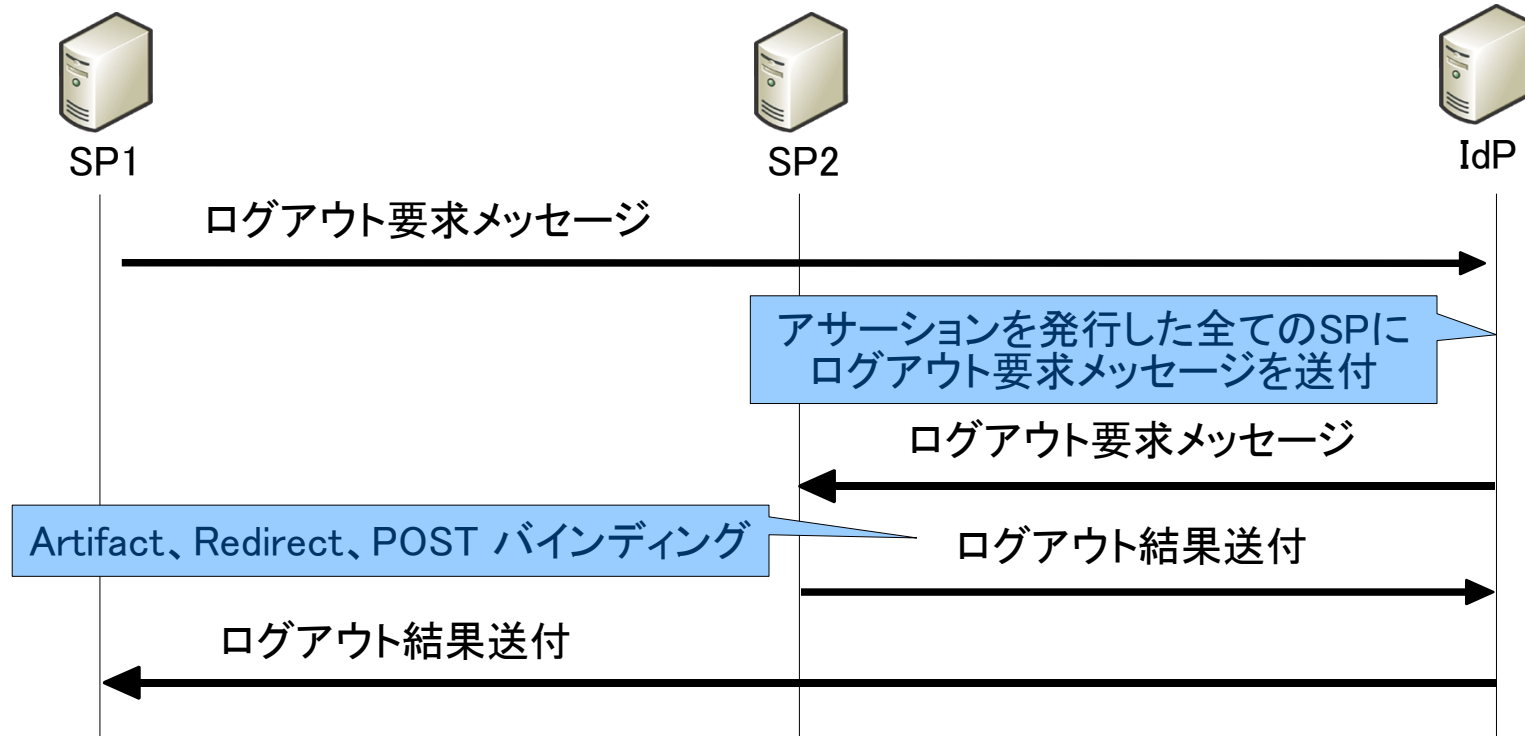 SP1
SP2
IdP
ログアウト要求メッセージ
アサーションを発行した全てのSPに
ログアウト要求メッセージを送付
ログアウト要求メッセージ
Artifact、Redirect、POST バインディング
ログアウト結果送付
ログアウト結果送付